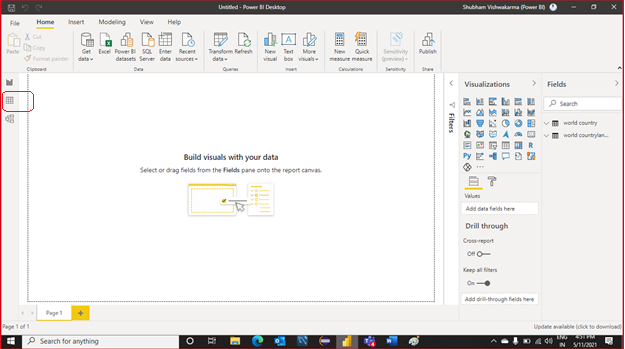 Untitled - Power BI Desktop
Shubham Vishwakarma (Power BI)
File Home Insert Modeling View Help
Paste
Cut
Copy
Format painter
Get data
Excel
Power BI datasets
SQL Server
Enter data
Recent sources
Transform data
Refresh
New visual
Text box
More visuals
New measure
Quick measure
Sensitivity (preview)
Publish
Clipboard Data Queries Insert Calculations Sensitivity Share
Build visuals with your data
Select or drag fields from the Fields pane onto the report canvas.
Filters
Visualizations
R
Py
Values
Add data fields here
Drill through
Cross-report
Off
Keep all filters
On
Add drill-through fields here
Fields
Search
world country
world countrylan...
Page 1
Page 1 of 1
Update available (click to download)
Search for anything
ENG
IN
4:51 PM
5/11/2021